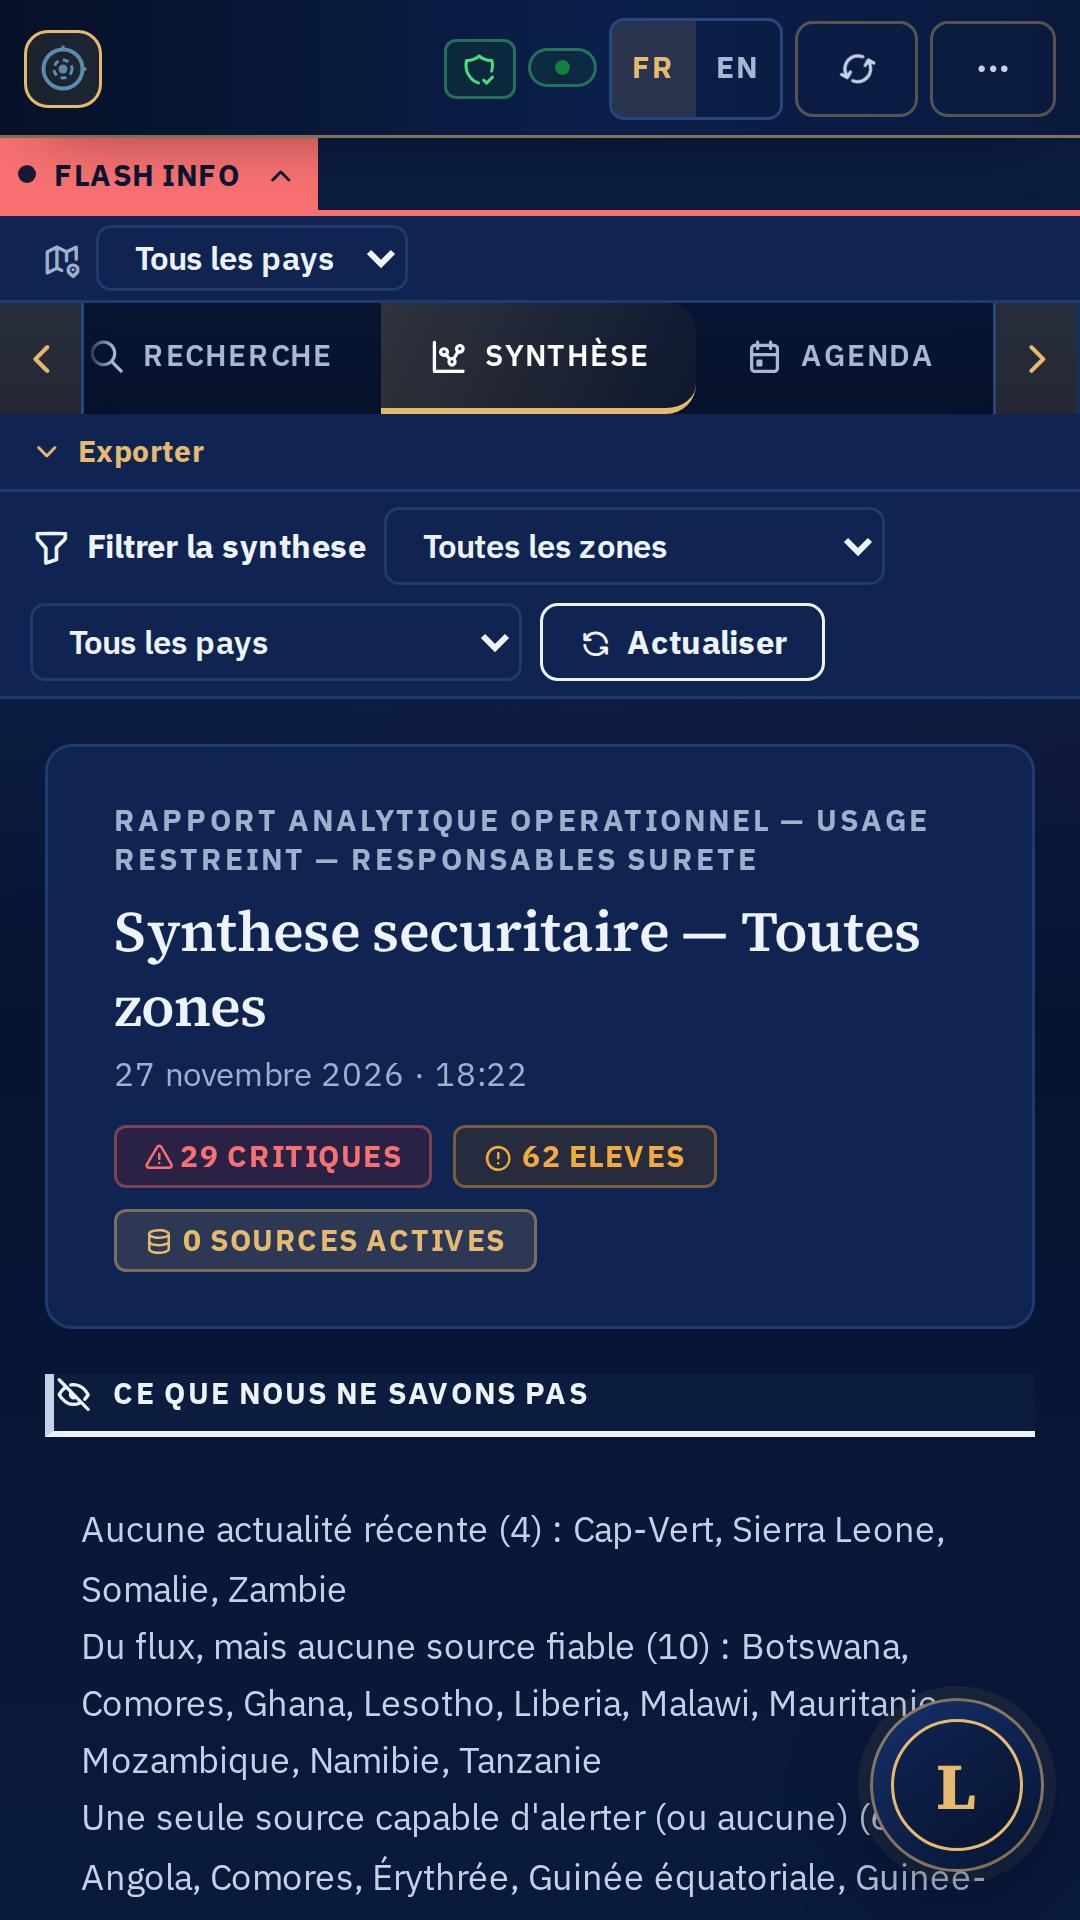 FR EN
FLASH INFO
Tous les pays
RECHERCHE SYNTHÈSE AGENDA
Exporter
Filtrer la synthese Toutes les zones
Tous les pays Actualiser
RAPPORT ANALYTIQUE OPERATIONNEL — USAGE
RESTREINT — RESPONSABLES SURETE
Synthese securitaire — Toutes
zones
27 novembre 2026 · 18:22
29 CRITIQUES 62 ELEVES
0 SOURCES ACTIVES
CE QUE NOUS NE SAVONS PAS
Aucune actualité récente (4) : Cap-Vert, Sierra Leone,
Somalie, Zambie
Du flux, mais aucune source fiable (10) : Botswana,
Comores, Ghana, Lesotho, Liberia, Malawi, Mauritanie
Mozambique, Namibie, Tanzanie
L
Une seule source capable d'alerter (ou aucune)
Angola, Comores, Érythrée, Guinée équatoriale, Guinée-